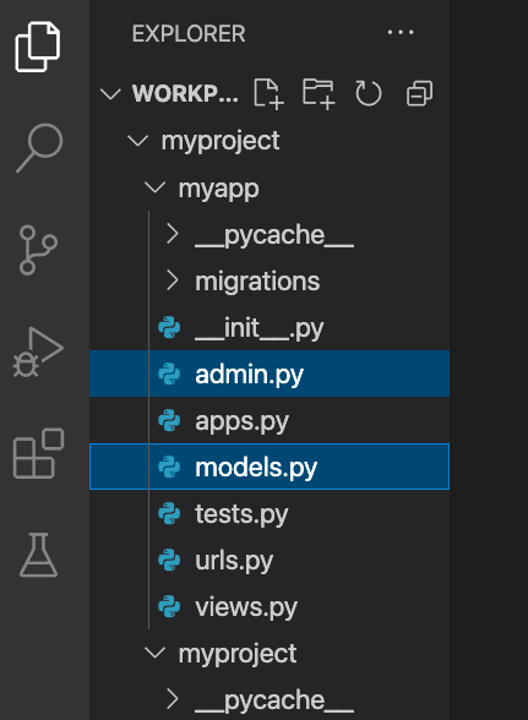 EXPLORER
WORKP...
myproject
myapp
__pycache__
migrations
__init__.py
admin.py
apps.py
models.py
tests.py
urls.py
views.py
myproject
__pycache__